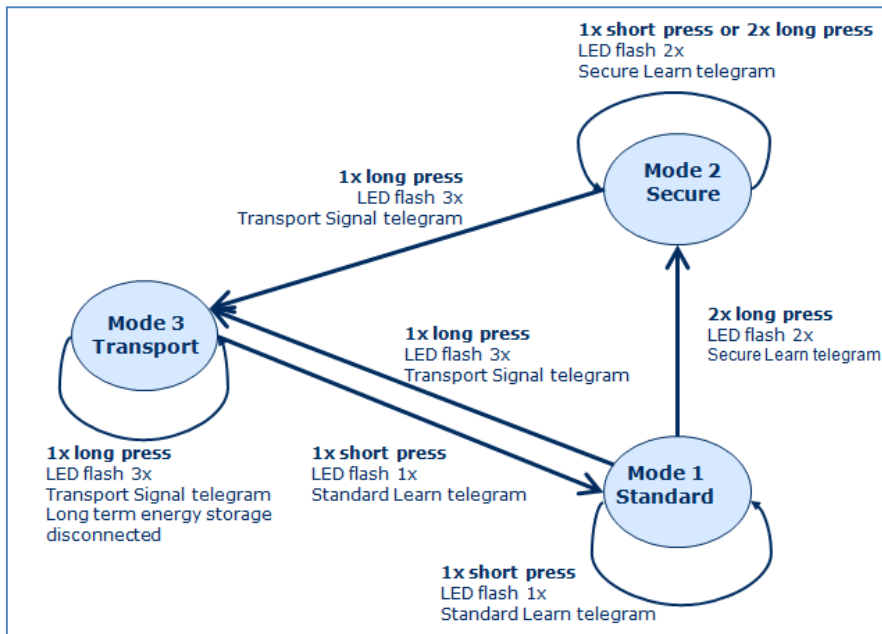 1x short press or 2x long press
LED flash 2x
Secure Learn telegram
Mode 2
Secure
1x long press
LED flash 3x
Transport Signal telegram
Mode 3
Transport
1x long press
LED flash 3x
Transport Signal telegram
2x long press
LED flash 2x
Secure Learn telegram
1x long press
LED flash 3x
Transport Signal telegram
Long term energy storage
disconnected
1x short press
LED flash 1x
Standard Learn telegram
Mode 1
Standard
1x short press
LED flash 1x
Standard Learn telegram